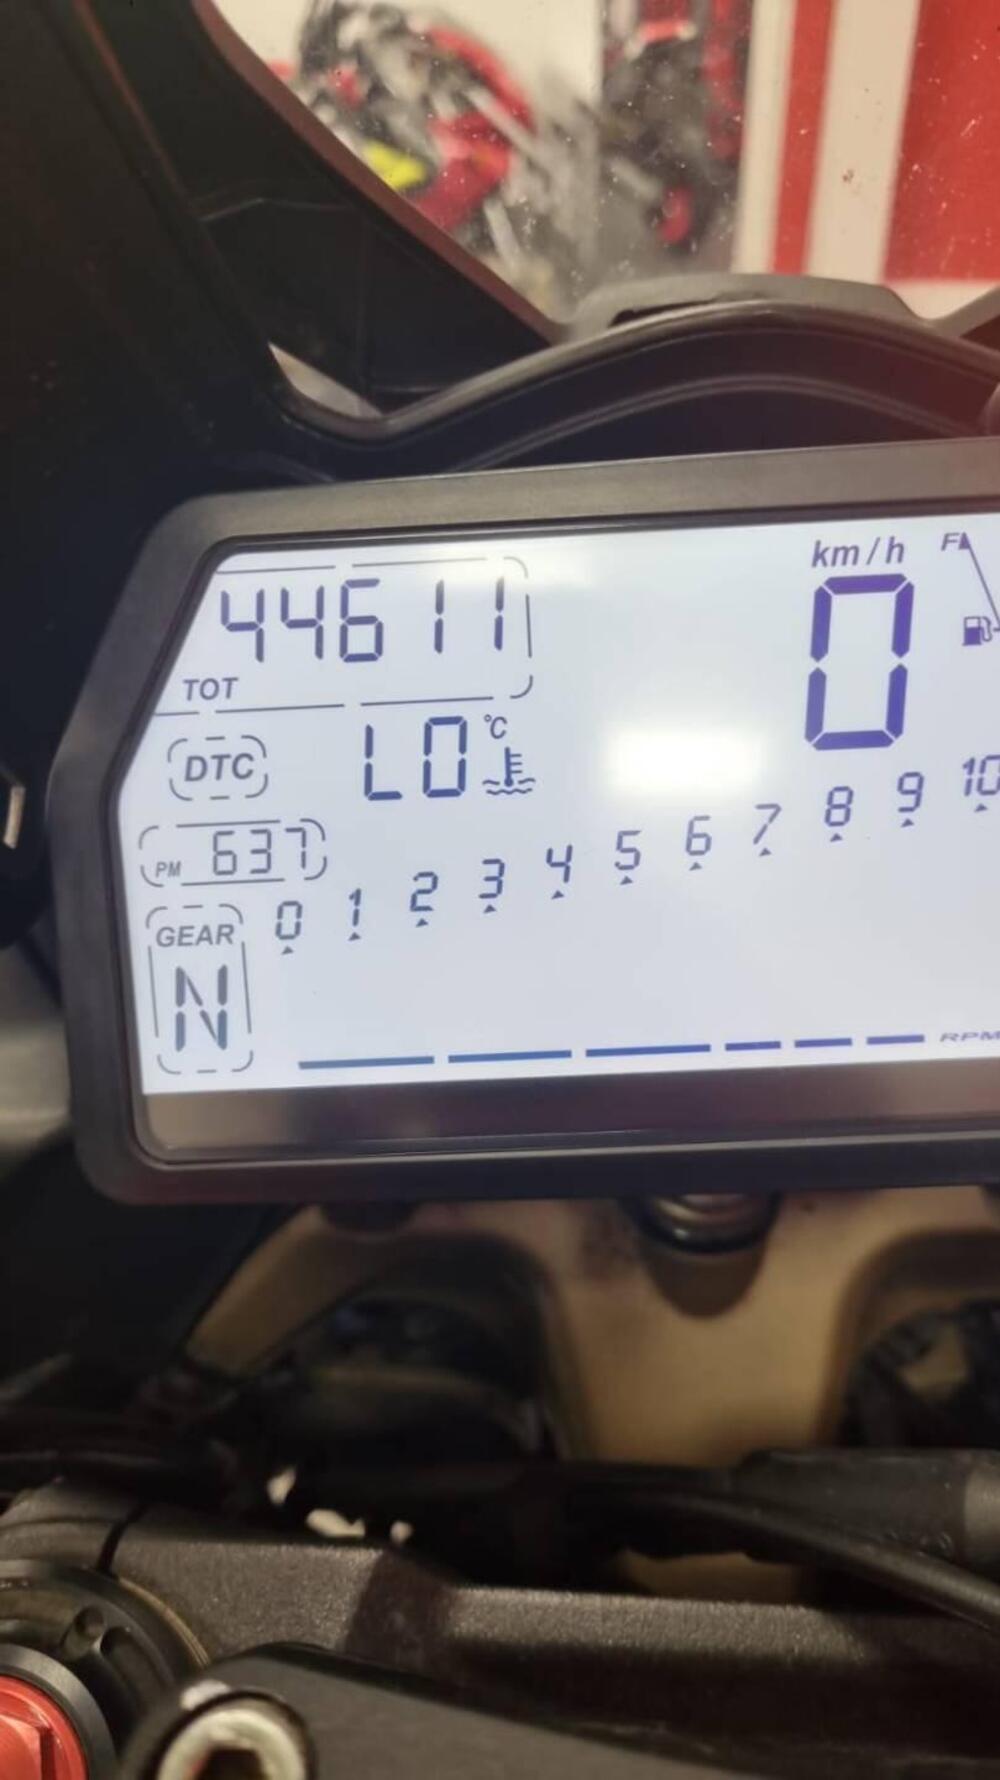 44611
TOT
km/h
0
F
DTC
LO °C
PM 637
0 1 2 3 4 5 6 7 8 9 10
GEAR
N
RPM